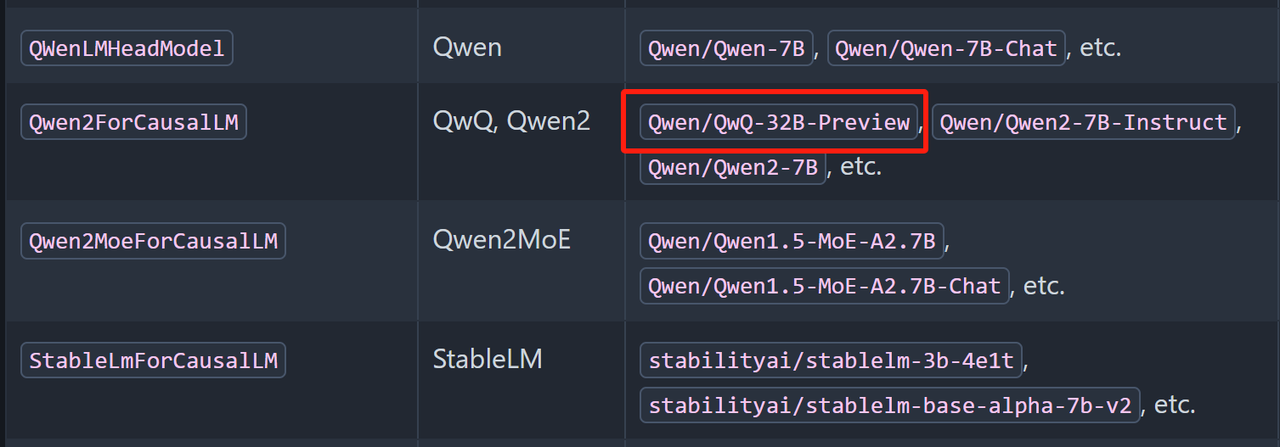 QWenLMHeadModel Qwen Qwen/Qwen-7B, Qwen/Qwen-7B-Chat, etc.
Qwen2ForCausalLM QwQ, Qwen2 Qwen/QwQ-32B-Preview, Qwen/Qwen2-7B-Instruct,
Qwen/Qwen2-7B, etc.
Qwen2MoeForCausalLM Qwen2MoE Qwen/Qwen1.5-MoE-A2.7B,
Qwen/Qwen1.5-MoE-A2.7B-Chat, etc.
StableLmForCausalLM StableLM stabilityai/stablelm-3b-4e1t,
stabilityai/stablelm-base-alpha-7b-v2, etc.